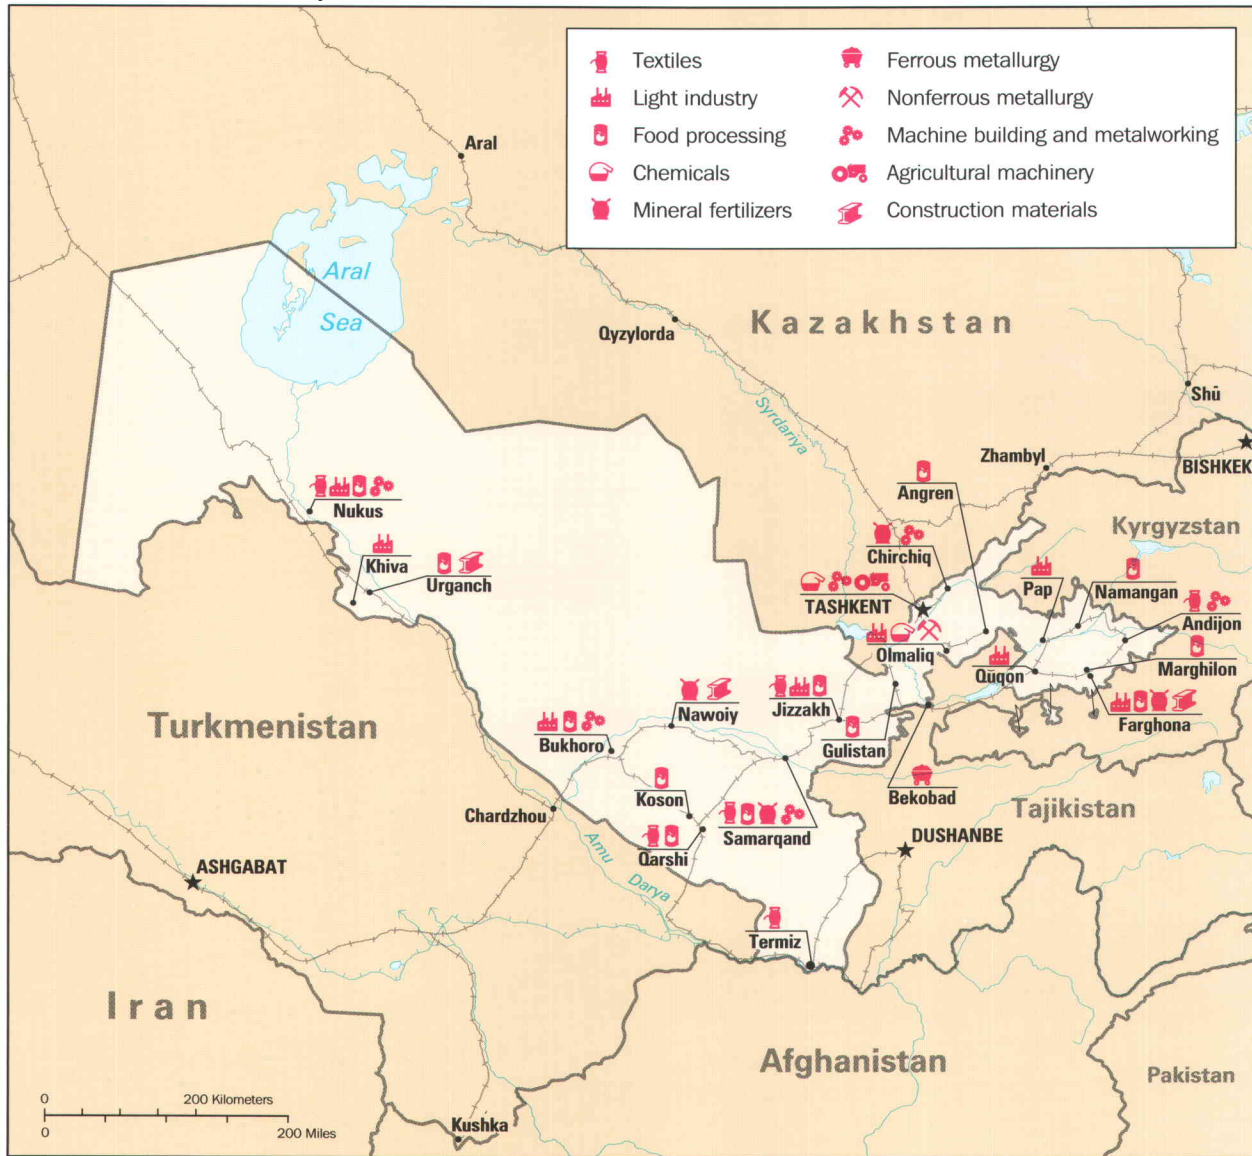 Textiles
Light industry
Food processing
Chemicals
Mineral fertilizers
Ferrous metallurgy
Nonferrous metallurgy
Machine building and metalworking
Agricultural machinery
Construction materials
Aral
Aral
Sea
Qyzylorda
Kazakhstan
Syrdariya
Shū
Zhambyl
BISHKEK
Angren
Kyrgyzstan
Nukus
Chirchiq
Khiva
Urganch
TASHKENT
Pap
Namangan
Andijon
Olmaliq
Qŭqon
Marghilon
Turkmenistan
Nawoiy
Jizzakh
Farghona
Bukhoro
Gulistan
Koson
Bekobad
Chardzhou
Samarqand
Tajikistan
Qarshi
DUSHANBE
Amu
Darya
ASHGABAT
Termiz
Iran
Afghanistan
Pakistan
0 200 Kilometers
0 200 Miles
Kushka